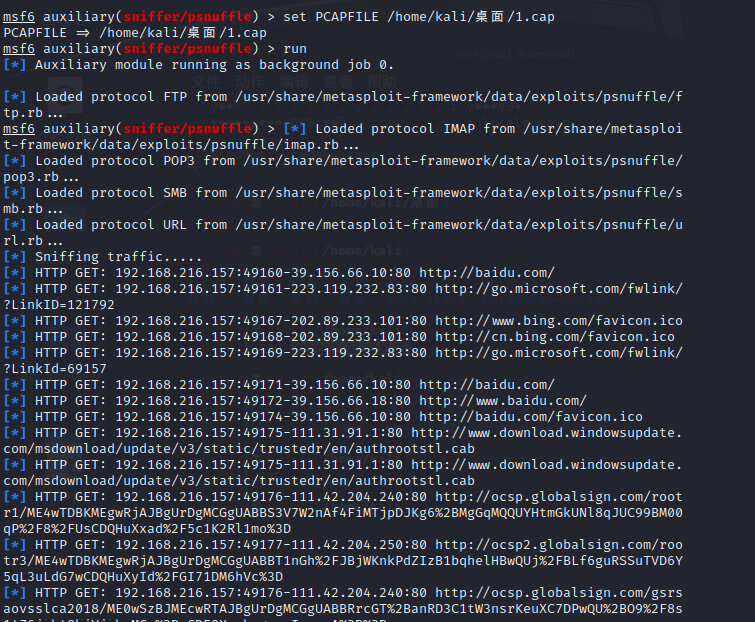 msf6 auxiliary(sniffer/psnuffle) > set PCAPFILE /home/kali/桌面/1.cap
PCAPFILE => /home/kali/桌面/1.cap
msf6 auxiliary(sniffer/psnuffle) > run
[*] Auxiliary module running as background job 0.
[*] Loaded protocol FTP from /usr/share/metasploit-framework/data/exploits/psnuffle/f
tp.rb...
msf6 auxiliary(sniffer/psnuffle) > [*] Loaded protocol IMAP from /usr/share/metasploi
t-framework/data/exploits/psnuffle/imap.rb...
[*] Loaded protocol POP3 from /usr/share/metasploit-framework/data/exploits/psnuffle/
pop3.rb...
[*] Loaded protocol SMB from /usr/share/metasploit-framework/data/exploits/psnuffle/s
mb.rb...
[*] Loaded protocol URL from /usr/share/metasploit-framework/data/exploits/psnuffle/u
rl.rb...
[*] Sniffing traffic.....
[*] HTTP GET: 192.168.216.157:49160-39.156.66.10:80 http://baidu.com/
[*] HTTP GET: 192.168.216.157:49161-223.119.232.83:80 http://go.microsoft.com/fwlink/
?LinkID=121792
[*] HTTP GET: 192.168.216.157:49167-202.89.233.101:80 http://www.bing.com/favicon.ico
[*] HTTP GET: 192.168.216.157:49168-202.89.233.101:80 http://cn.bing.com/favicon.ico
[*] HTTP GET: 192.168.216.157:49169-223.119.232.83:80 http://go.microsoft.com/fwlink/
?LinkId=69157
[*] HTTP GET: 192.168.216.157:49171-39.156.66.10:80 http://baidu.com/
[*] HTTP GET: 192.168.216.157:49172-39.156.66.18:80 http://www.baidu.com/
[*] HTTP GET: 192.168.216.157:49174-39.156.66.10:80 http://baidu.com/favicon.ico
[*] HTTP GET: 192.168.216.157:49175-111.31.91.1:80 http://www.download.windowsupdate.
com/msdownload/update/v3/static/trustedr/en/authrootstl.cab
[*] HTTP GET: 192.168.216.157:49175-111.31.91.1:80 http://www.download.windowsupdate.
com/msdownload/update/v3/static/trustedr/en/authrootstl.cab
[*] HTTP GET: 192.168.216.157:49176-111.42.204.240:80 http://ocsp.globalsign.com/root
r1/ME4wTDBKMEgwRjAJBgUrDgMCGgUABBS3V7W2nAf4FiMTjpDJKg6%2BMgGqMQQUYHtmGkUNl8qJUC99BM00
qP%2F8%2FUsCDQHuXxad%2F5c1K2Rl1mo%3D
[*] HTTP GET: 192.168.216.157:49177-111.42.204.250:80 http://ocsp2.globalsign.com/roo
tr3/ME4wTDBKMEgwRjAJBgUrDgMCGgUABBT1nGh%2FJBjWKnkPdZIzB1bqhelHBwQUj%2FBLf6guRSSuTVD6Y
5qL3uLdG7wCDQHuXyId%2FGI71DM6hVc%3D
[*] HTTP GET: 192.168.216.157:49176-111.42.204.240:80 http://ocsp.globalsign.com/gsrs
aovsslca2018/ME0wSzBJMEcwRTAJBgUrDgMCGgUABBRrcGT%2BanRD3C1tW3nsrKeuXC7DPwQU%2BO9%2F8s